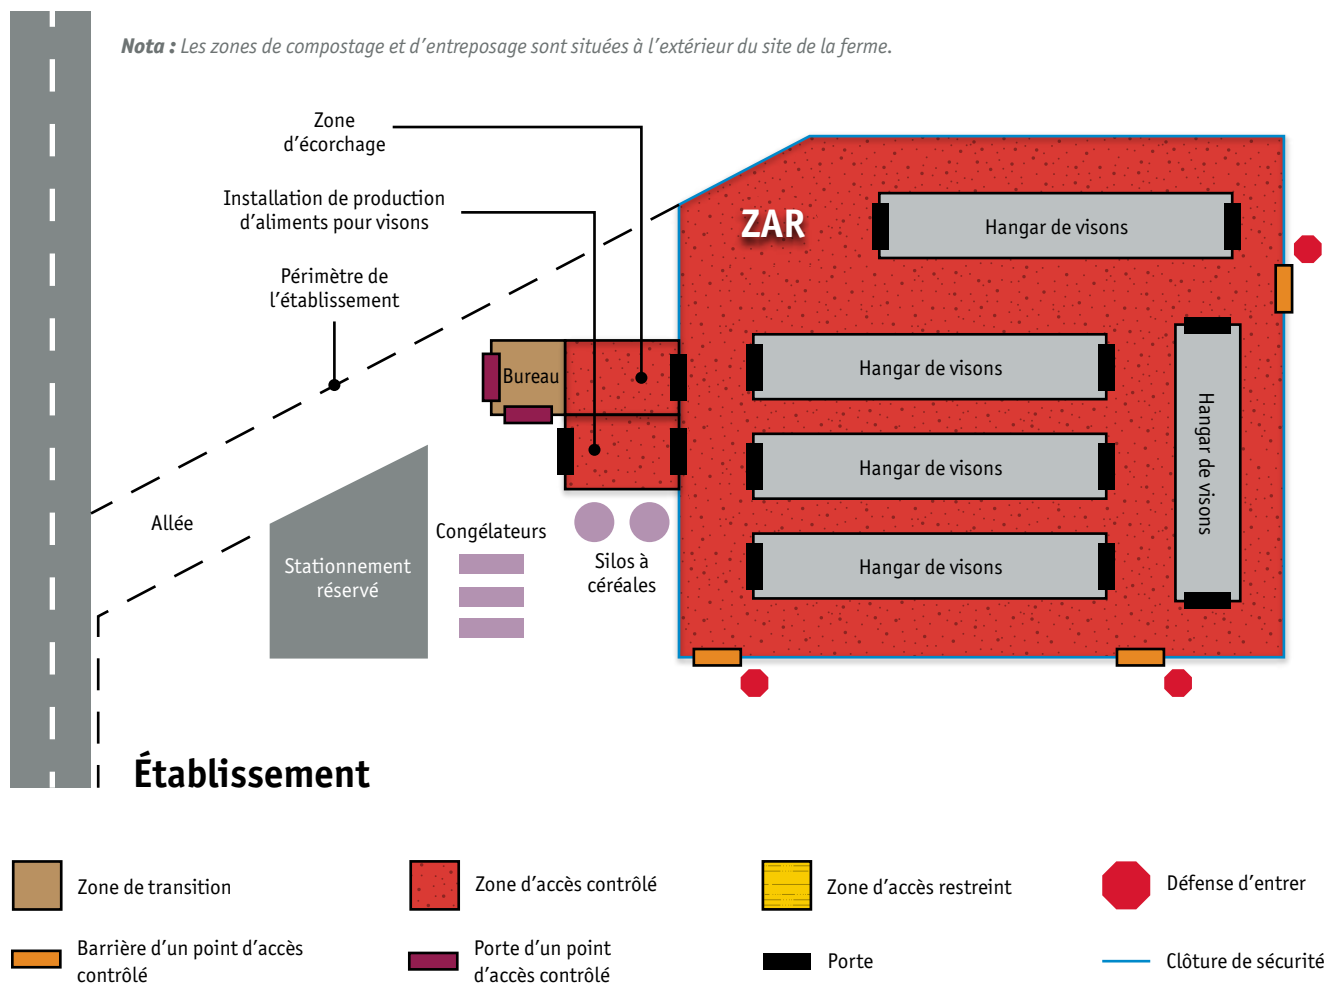 Nota : Les zones de compostage et d'entreposage sont situées à l'extérieur du site de la ferme.
Zone
d'écorchage
Installation de production
d'aliments pour visons
Périmètre de
l'établissement
ZAR
Hangar de visons
Bureau
Hangar de visons
Hangar de visons
Hangar de visons
Hangar de visons
Allée
Stationnement
réservé
Congélateurs
Silos à
céréales
Établissement
Zone de transition
Zone d'accès contrôlé
Zone d'accès restreint
Défense d'entrer
Barrière d'un point d'accès
contrôlé
Porte d'un point
d'accès contrôlé
Porte
Clôture de sécurité